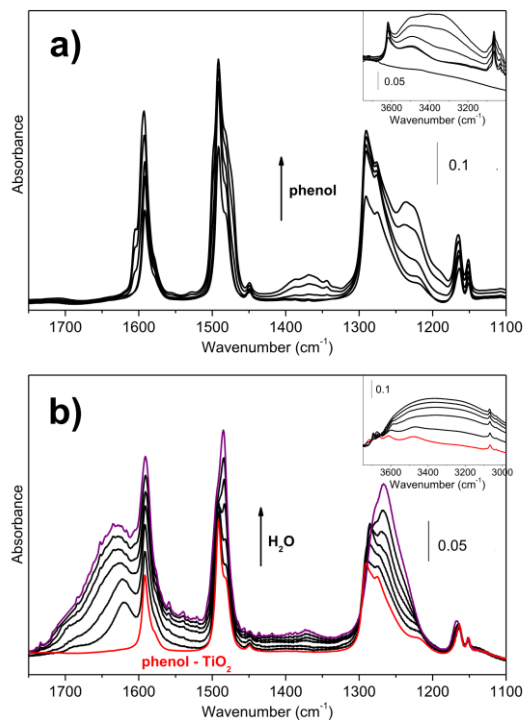 a)
0.05
3600 3400 3200
Wavenumber (cm-1)
Absorbance
phenol
0.1
1700 1600 1500 1400 1300 1200 1100
Wavenumber (cm-1)
b)
0.1
3600 3400 3200 3000
Wavenumber (cm-1)
Absorbance
H2O
0.05
phenol - TiO2
1700 1600 1500 1400 1300 1200 1100
Wavenumber (cm-1)